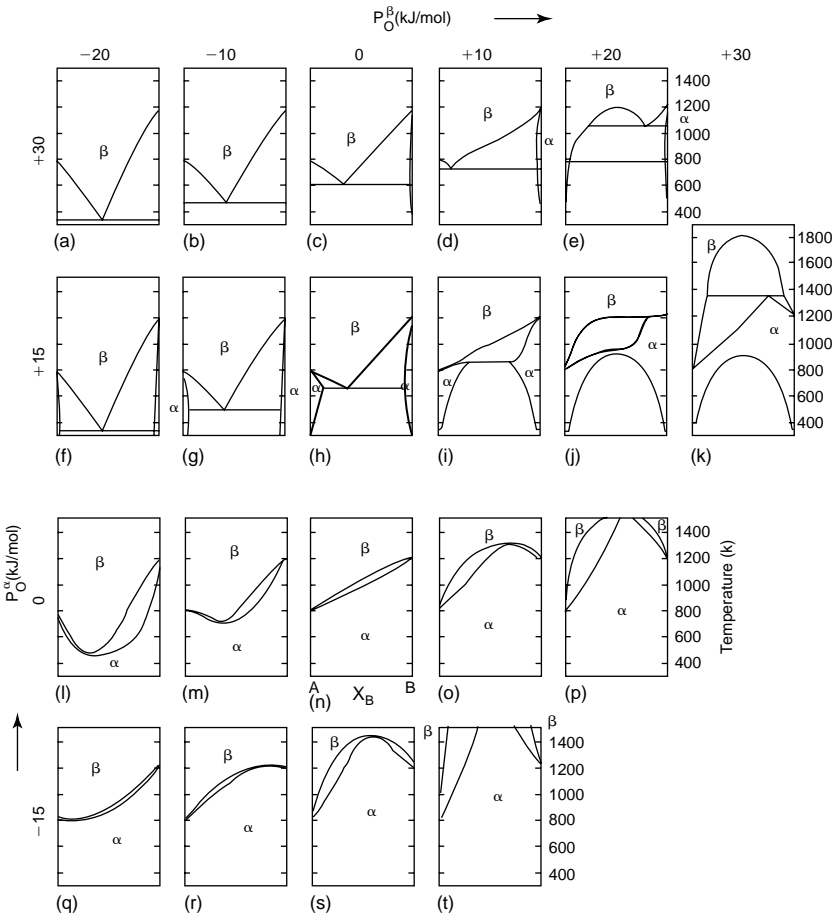 P_O^β(kJ/mol)
−20 −10 0 +10 +20 +30
+30
β β β β α β α
1400
1200
1000
800
600
400
(a) (b) (c) (d) (e)
+15
β α β α α β α β α α β α β α
1800
1600
1400
1200
1000
800
600
400
(f) (g) (h) (i) (j) (k)
P_O^α(kJ/mol)
0
β α β α β α β α β β α
1400
1200
1000
800
600
400
Temperature (k)
A X_B B
(l) (m) (n) (o) (p)
−15
β α β α β α β α β
1400
1200
1000
800
600
400
(q) (r) (s) (t)